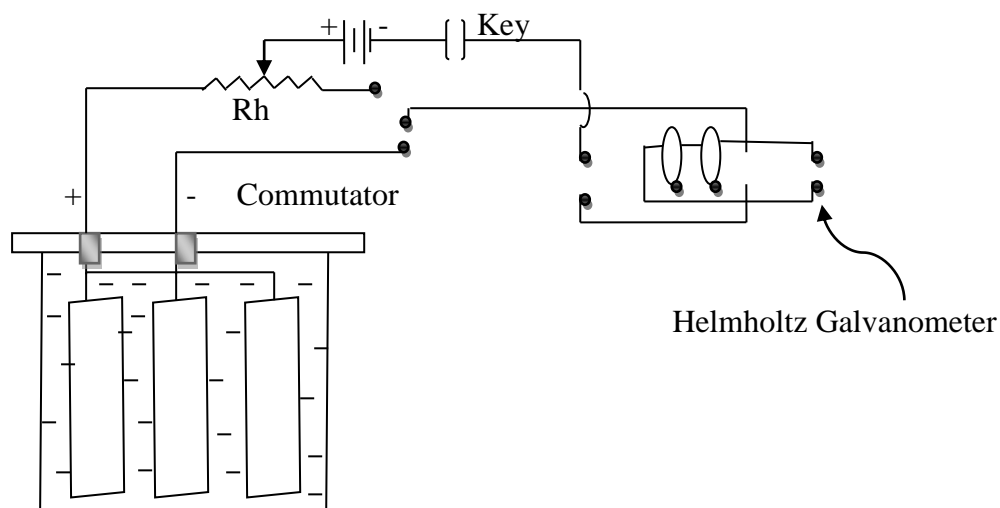 + - Key
Rh
+ - Commutator
Helmholtz Galvanometer